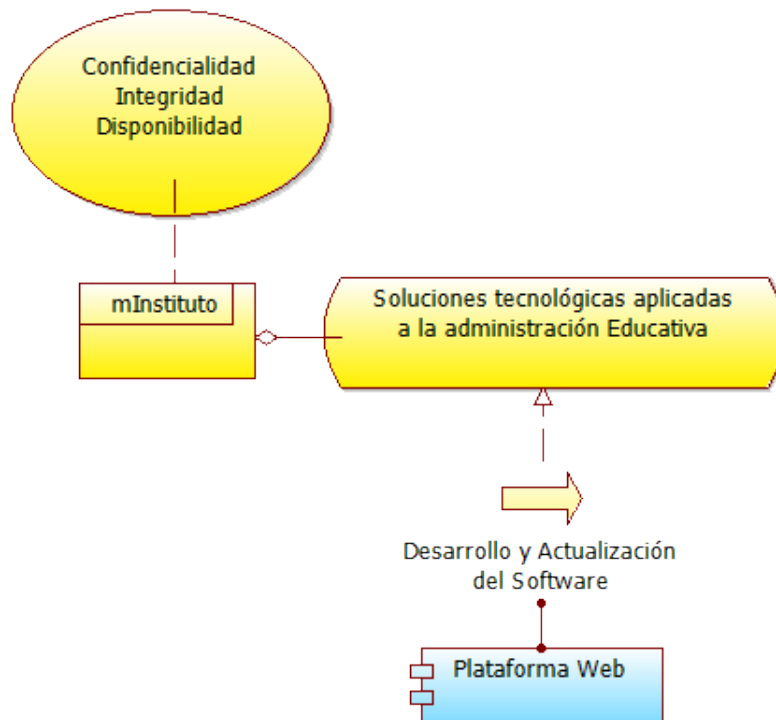 Confidencialidad
Integridad
Disponibilidad
mInstituto
Soluciones tecnológicas aplicadas
a la administración Educativa
Desarrollo y Actualización
del Software
Plataforma Web